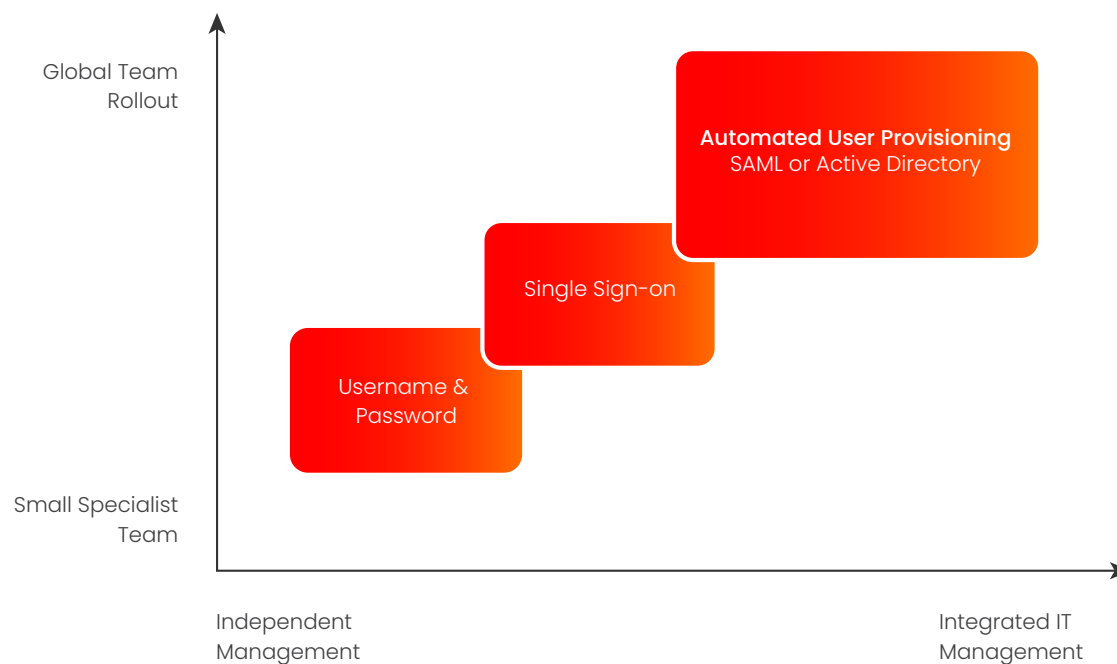 Global Team
Rollout
Automated User Provisioning
SAML or Active Directory
Single Sign-on
Username &
Password
Small Specialist
Team
Independent
Management
Integrated IT
Management